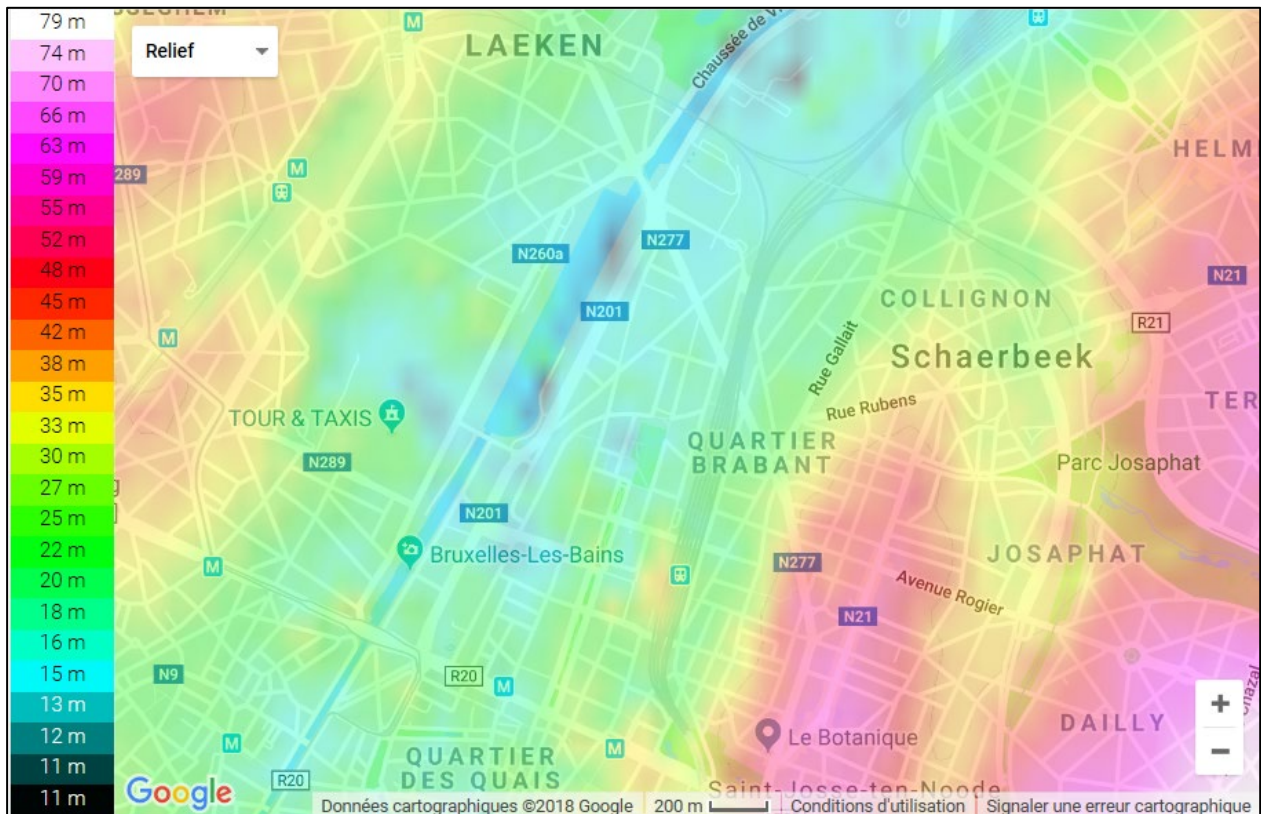 79 m
74 m
70 m
66 m
63 m
59 m
55 m
52 m
48 m
45 m
42 m
38 m
35 m
33 m
30 m
27 m
25 m
22 m
20 m
18 m
16 m
15 m
13 m
12 m
11 m
11 m
Relief
M
LAEKEN
Chaussée de
M
289
N260a
N277
N201
M
HELM
N21
COLLIGNON
R21
Schaerbeek
Rue Gallait
Rue Rubens
TER
TOUR & TAXIS
QUARTIER
BRABANT
Parc Josaphat
N289
N201
Bruxelles-Les-Bains
M
N277
JOSAPHAT
Avenue Rogier
N21
N9
R20
M
M
M
Le Botanique
DAILLY
QUARTIER
DES QUAIS
R20
Saint-Josse-ten-Noode
+
−
Google
Données cartographiques ©2018 Google
200 m
Conditions d'utilisation
Signaler une erreur cartographique